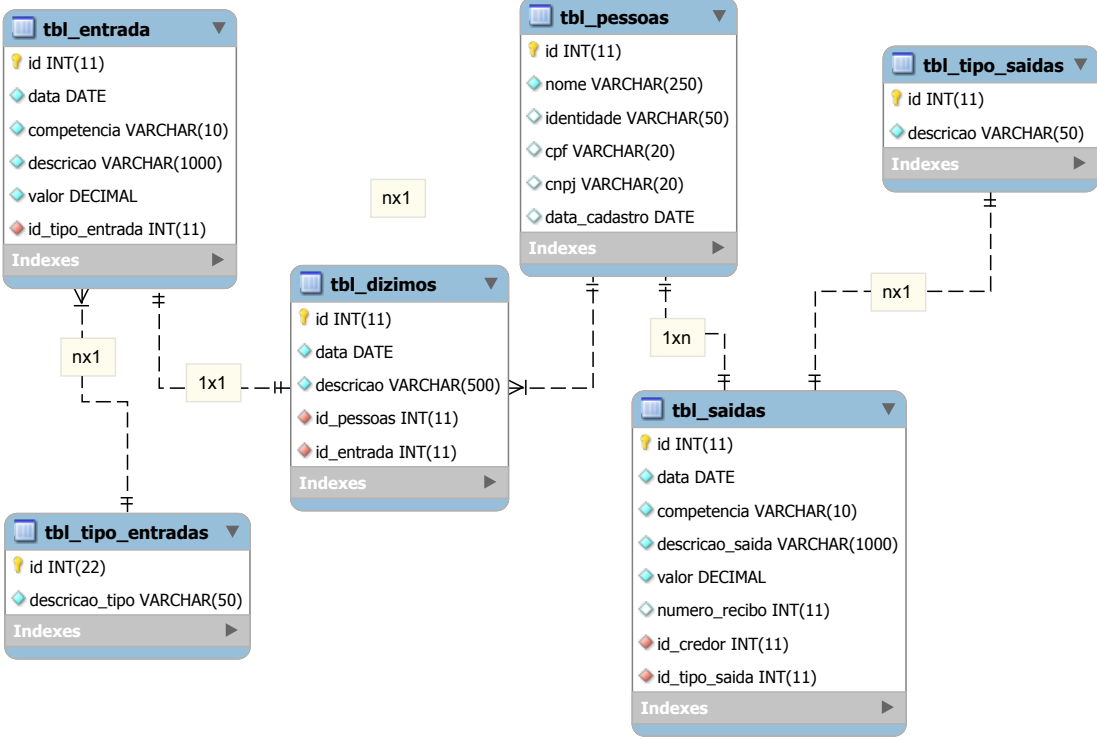 tbl_entrada
id INT(11)
data DATE
competencia VARCHAR(10)
descricao VARCHAR(1000)
valor DECIMAL
id_tipo_entrada INT(11)
Indexes
tbl_pessoas
id INT(11)
nome VARCHAR(250)
identidade VARCHAR(50)
cpf VARCHAR(20)
cnpj VARCHAR(20)
data_cadastro DATE
Indexes
tbl_tipo_saidas
id INT(11)
descricao VARCHAR(50)
Indexes
nx1
tbl_dizimos
id INT(11)
data DATE
descricao VARCHAR(500)
id_pessoas INT(11)
id_entrada INT(11)
Indexes
nx1
1x1
1xn
nx1
tbl_tipo_entradas
id INT(22)
descricao_tipo VARCHAR(50)
Indexes
tbl_saidas
id INT(11)
data DATE
competencia VARCHAR(10)
descricao_saida VARCHAR(1000)
valor DECIMAL
numero_recibo INT(11)
id_credor INT(11)
id_tipo_saida INT(11)
Indexes